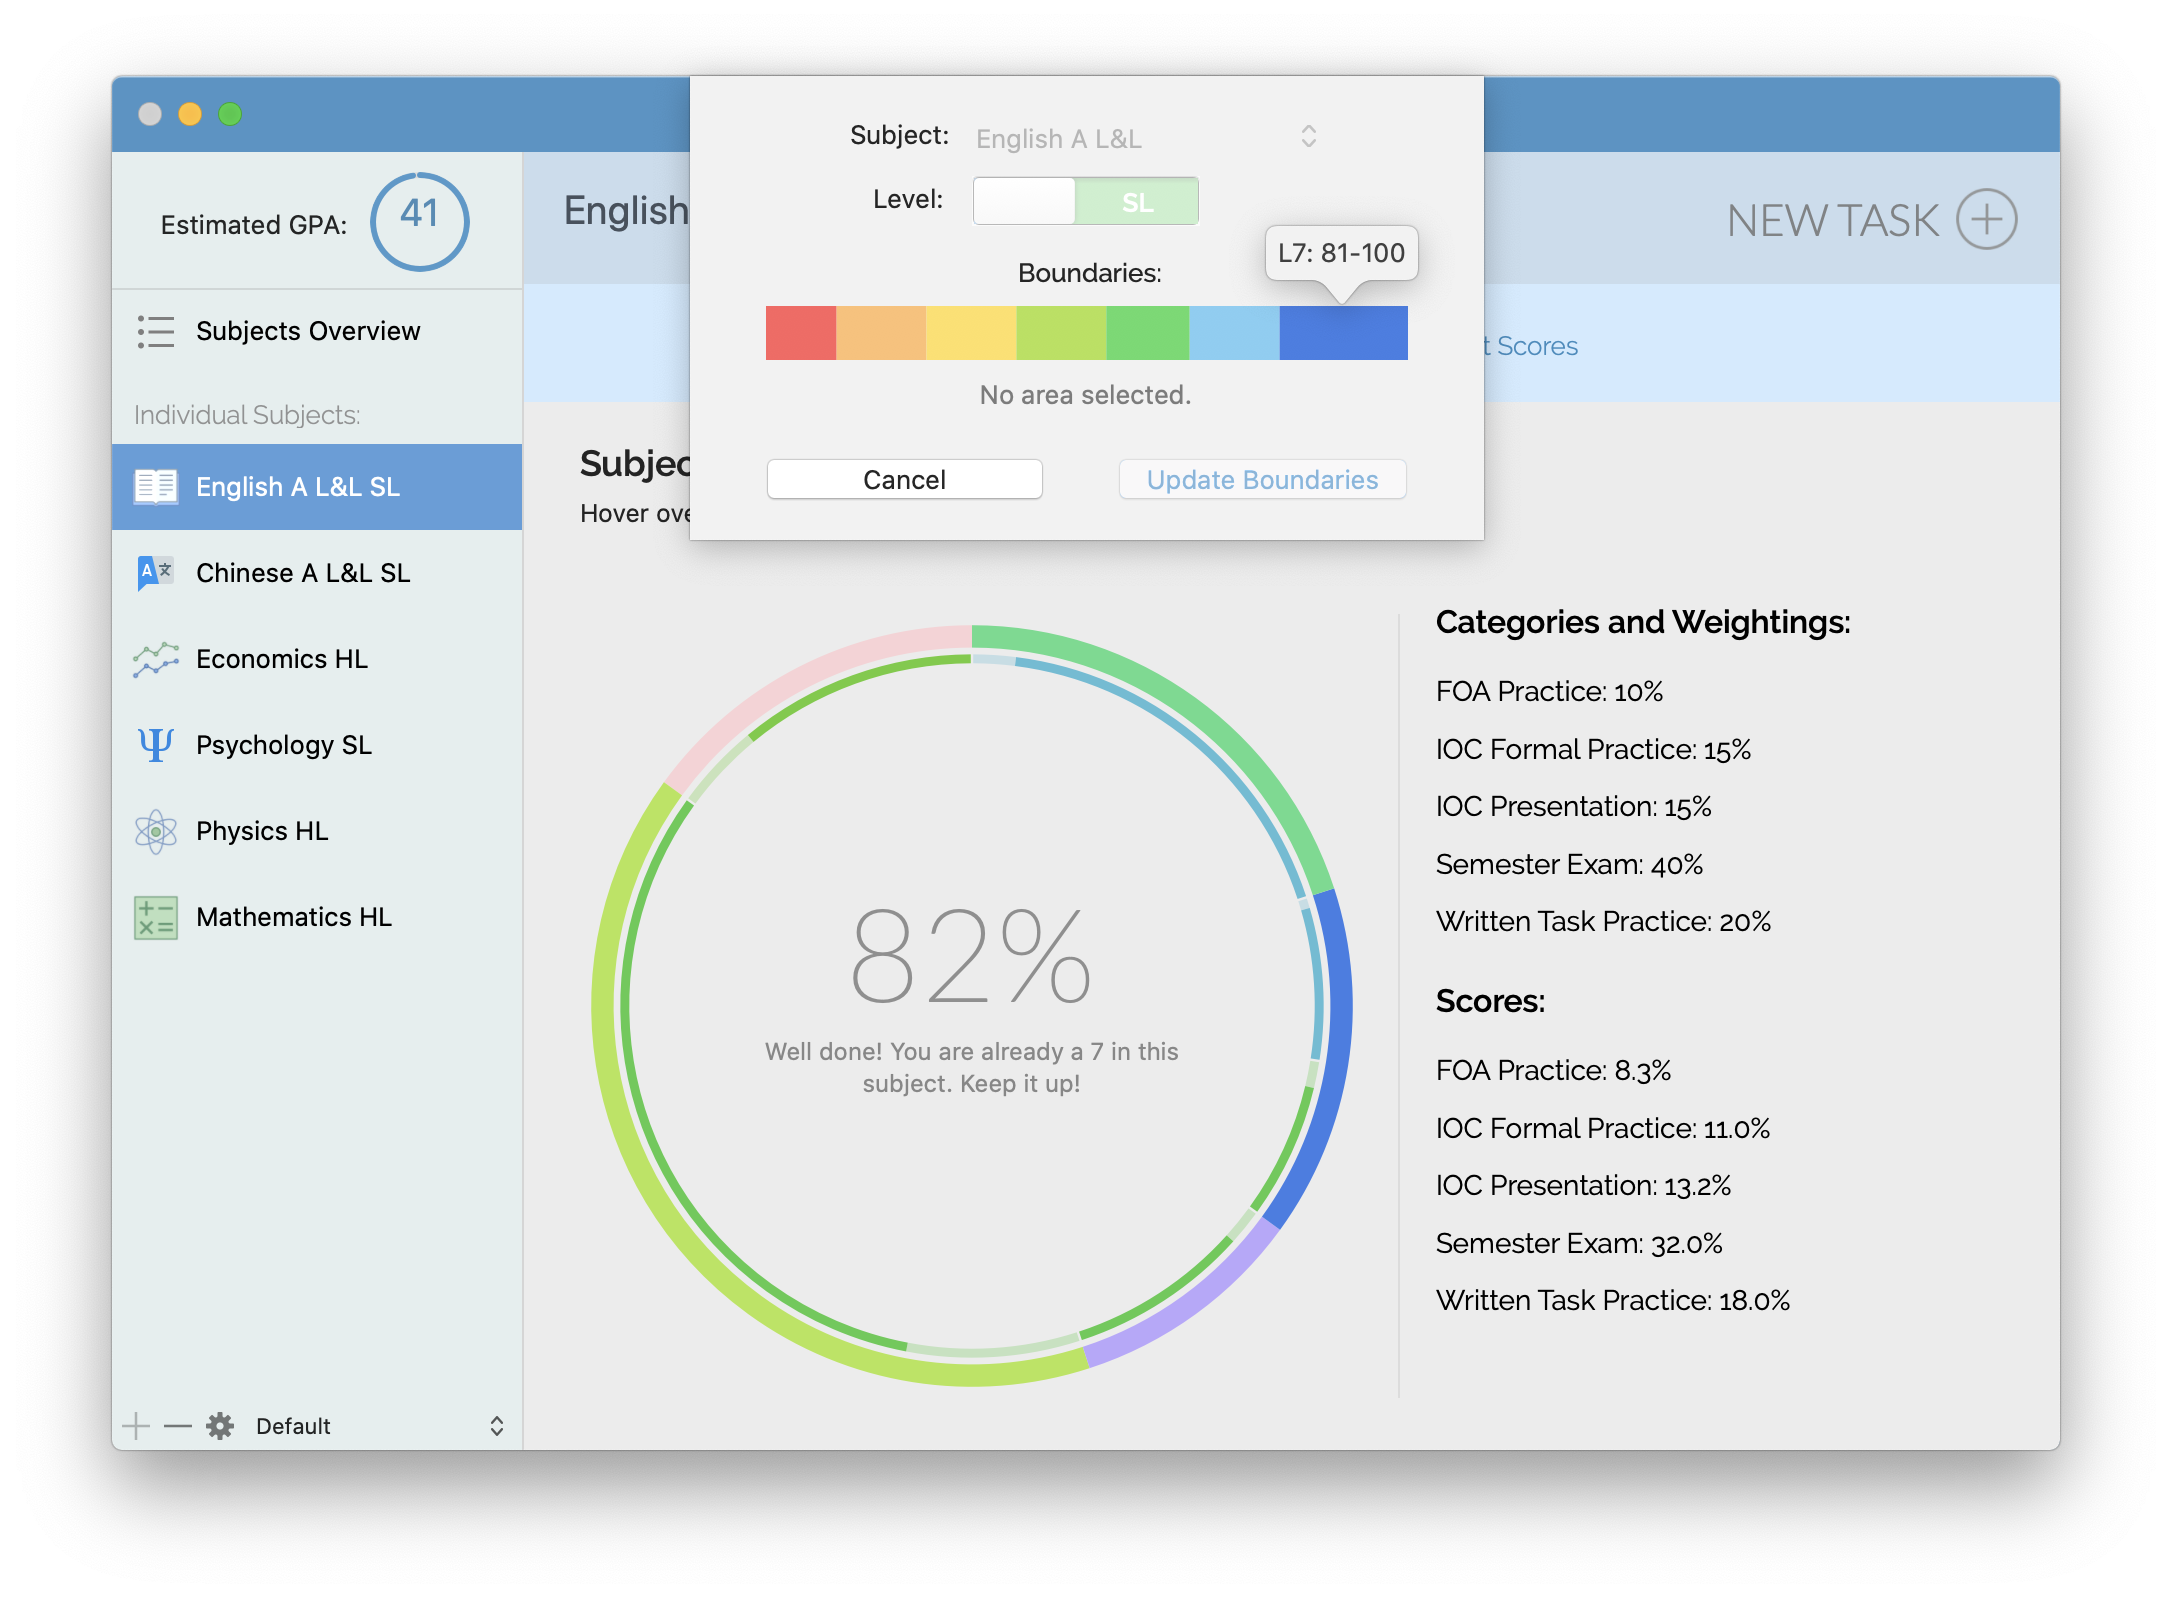 Estimated GPA:
41
Subjects Overview
Individual Subjects:
English A L&L SL
Chinese A L&L SL
Economics HL
Psychology SL
Physics HL
Mathematics HL
Default
English
NEW TASK
Subject:
English A L&L
Level:
SL
L7: 81-100
Boundaries:
No area selected.
Cancel
Update Boundaries
t Scores
Subjec
Hover ove
82%
Well done! You are already a 7 in this
subject. Keep it up!
Categories and Weightings:
FOA Practice: 10%
IOC Formal Practice: 15%
IOC Presentation: 15%
Semester Exam: 40%
Written Task Practice: 20%
Scores:
FOA Practice: 8.3%
IOC Formal Practice: 11.0%
IOC Presentation: 13.2%
Semester Exam: 32.0%
Written Task Practice: 18.0%